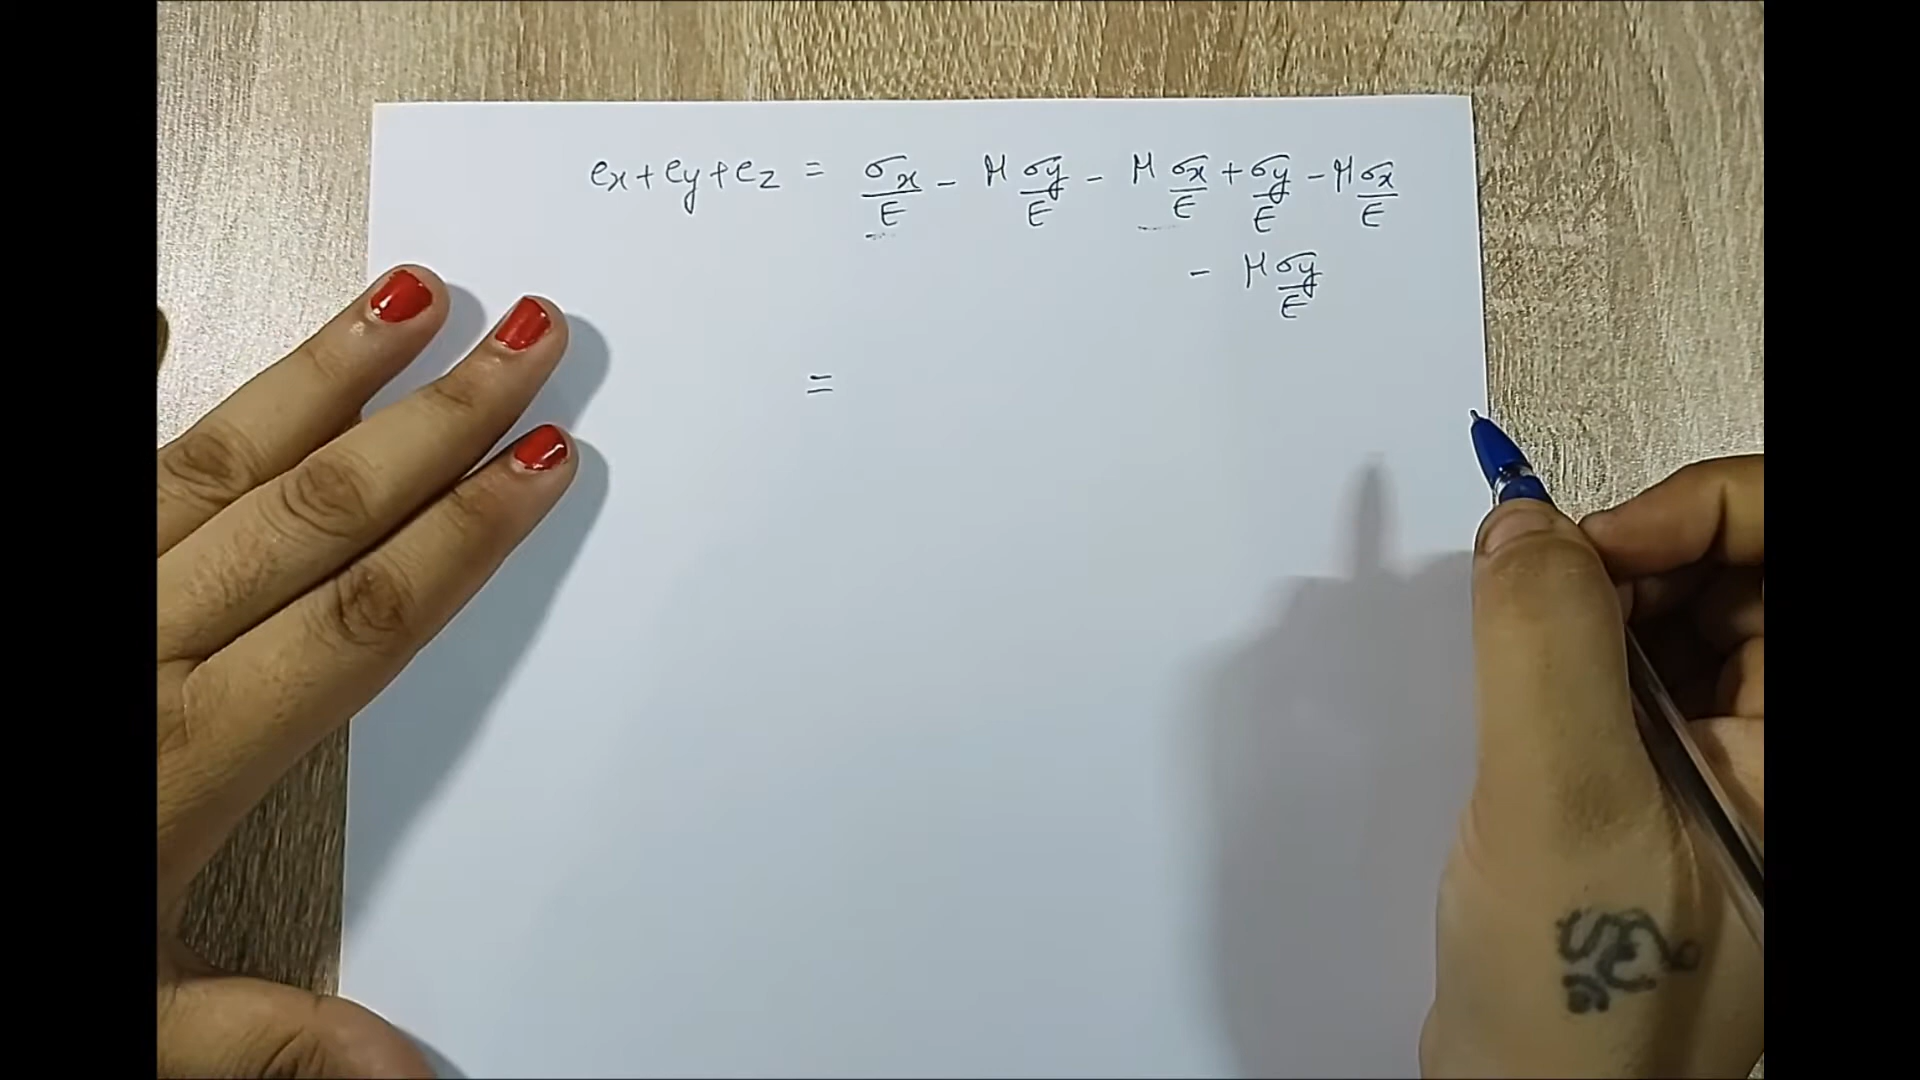 ex+ey+ez = σx/E - μ σy/E - μ σx/E + σy/E - μ σx/E
- μ σy/E
=